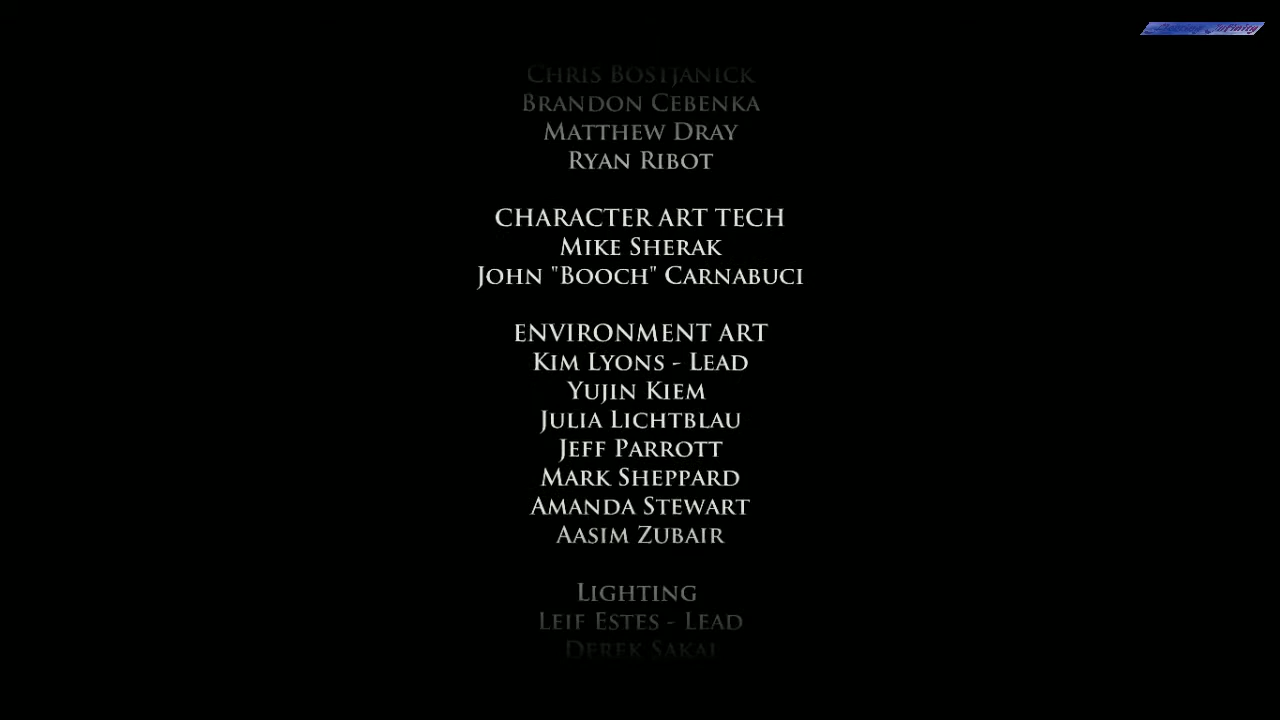 CHRIS BOSTJANICK
BRANDON CEBENKA
MATTHEW DRAY
RYAN RIBOT
CHARACTER ART TECH
MIKE SHERAK
JOHN "BOOCH" CARNABUCI
ENVIRONMENT ART
KIM LYONS - LEAD
YUJIN KIEM
JULIA LICHTBLAU
JEFF PARROTT
MARK SHEPPARD
AMANDA STEWART
AASIM ZUBAIR
LIGHTING
LEIF ESTES - LEAD
DEREK SAKAI